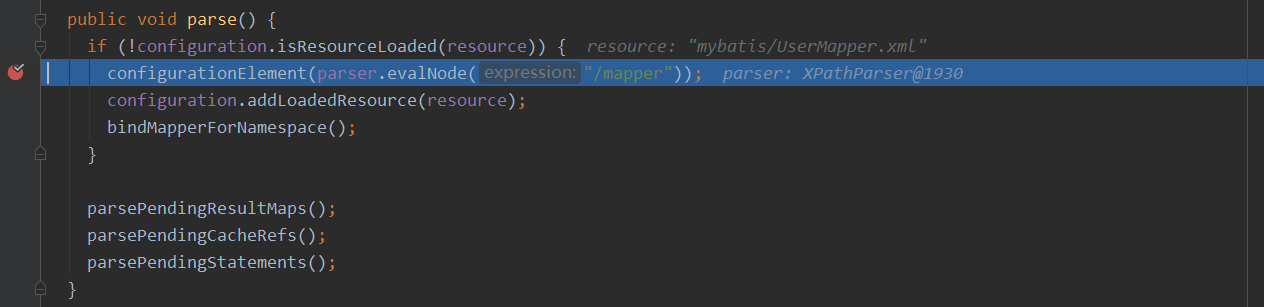 public void parse() {
if (!configuration.isResourceLoaded(resource)) { resource: "mybatis/UserMapper.xml"
configurationElement(parser.evalNode( expression: "/mapper")); parser: XPathParser@1930
configuration.addLoadedResource(resource);
bindMapperForNamespace();
}
parsePendingResultMaps();
parsePendingCacheRefs();
parsePendingStatements();
}